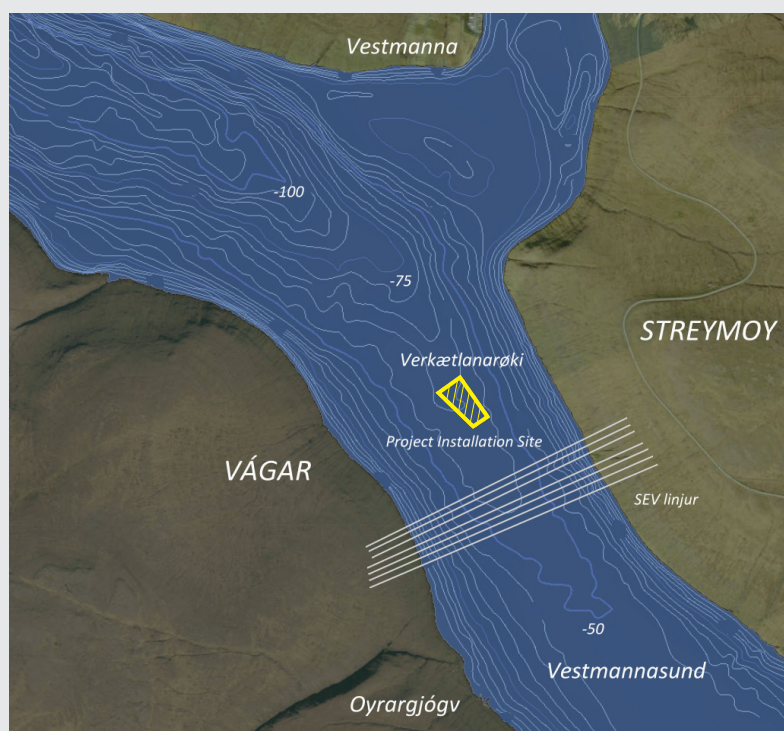 Vestmanna
-100
-75
STREYMOY
Verkætlanarøki
Project Installation Site
VÁGAR
SEV linjur
-50
Vestmannasund
Oyrargjógv